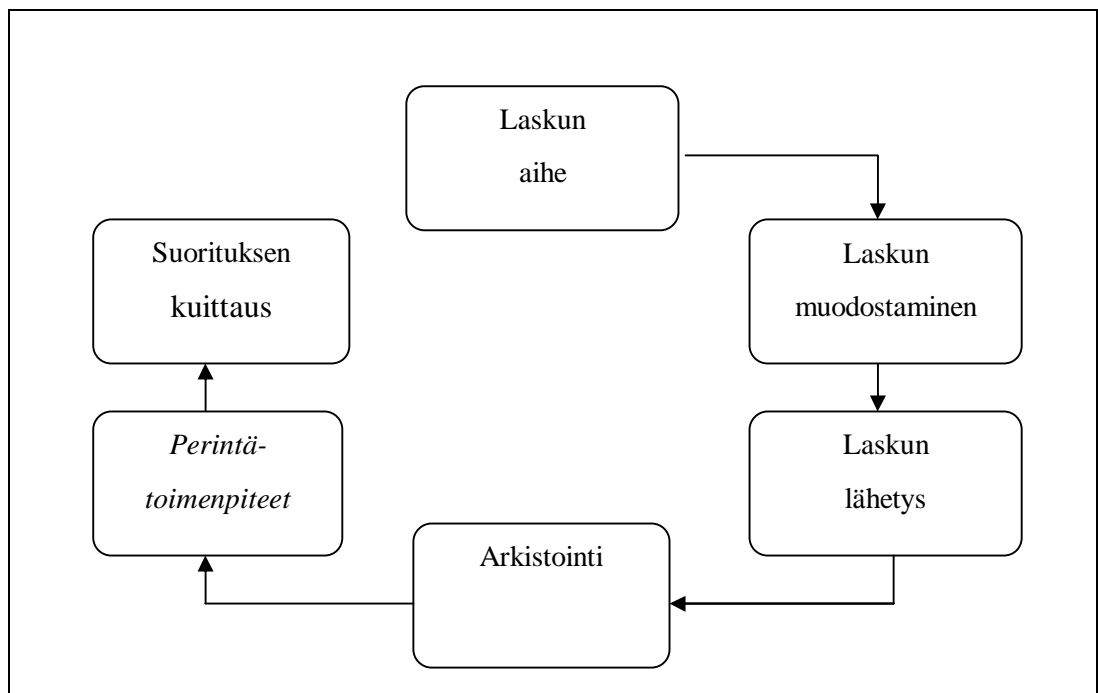 Laskun
aihe
Laskun
muodostaminen
Laskun
lähetys
Arkistointi
Perintä-
toimenpiteet
Suorituksen
kuittaus